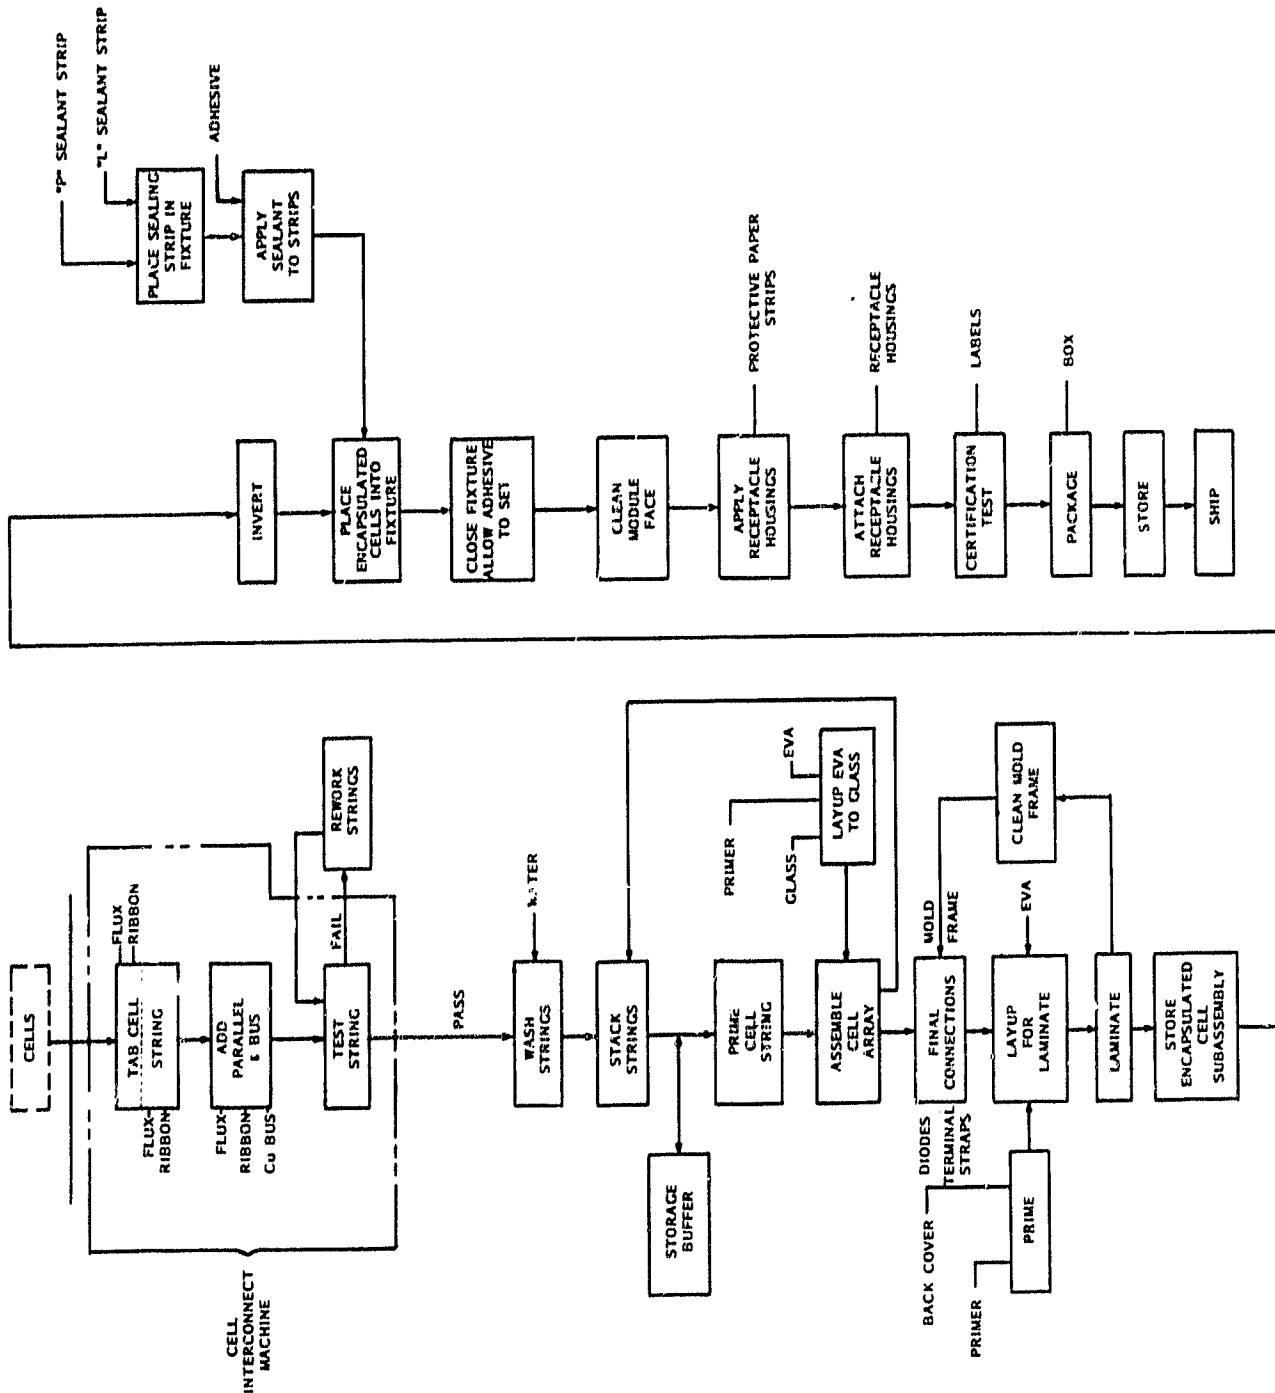 CELLS
FLUX
RIBBON
TAB CELL
STRING
FLUX
RIBBON
ADD
PARALLEL
& BUS
FLUX
RIBBON
Cu BUS
TEST
STRING
FAIL
REWORK
STRINGS
CELL
INTERCONNECT
MACHINE
PASS
WATER
WASH
STRINGS
STACK
STRINGS
STORAGE
BUFFER
PRIME
CELL
STRING
PRIMER
EVA
GLASS
LAYUP EVA
TO GLASS
ASSEMBLE
CELL
ARRAY
MOLD
FRAME
FINAL
CONNECTIONS
DIODES
TERMINAL
STRAPS
CLEAN MOLD
FRAME
EVA
LAYUP
FOR
LAMINATE
BACK COVER
PRIMER
PRIME
LAMINATE
STORE
ENCAPSULATED
CELL
SUBASSEMBLY
"P" SEALANT STRIP
"L" SEALANT STRIP
PLACE SEALING
STRIP IN
FIXTURE
ADHESIVE
APPLY
SEALANT
TO STRIPS
INVERT
PLACE
ENCAPSULATED
CELLS INTO
FIXTURE
CLOSE FIXTURE
ALLOW ADHESIVE
TO SET
CLEAN
MODULE
FACE
PROTECTIVE PAPER
STRIPS
APPLY
RECEPTACLE
HOUSINGS
RECEPTACLE
HOUSINGS
ATTACH
RECEPTACLE
HOUSINGS
LABELS
CERTIFICATION
TEST
BOX
PACKAGE
STORE
SHIP